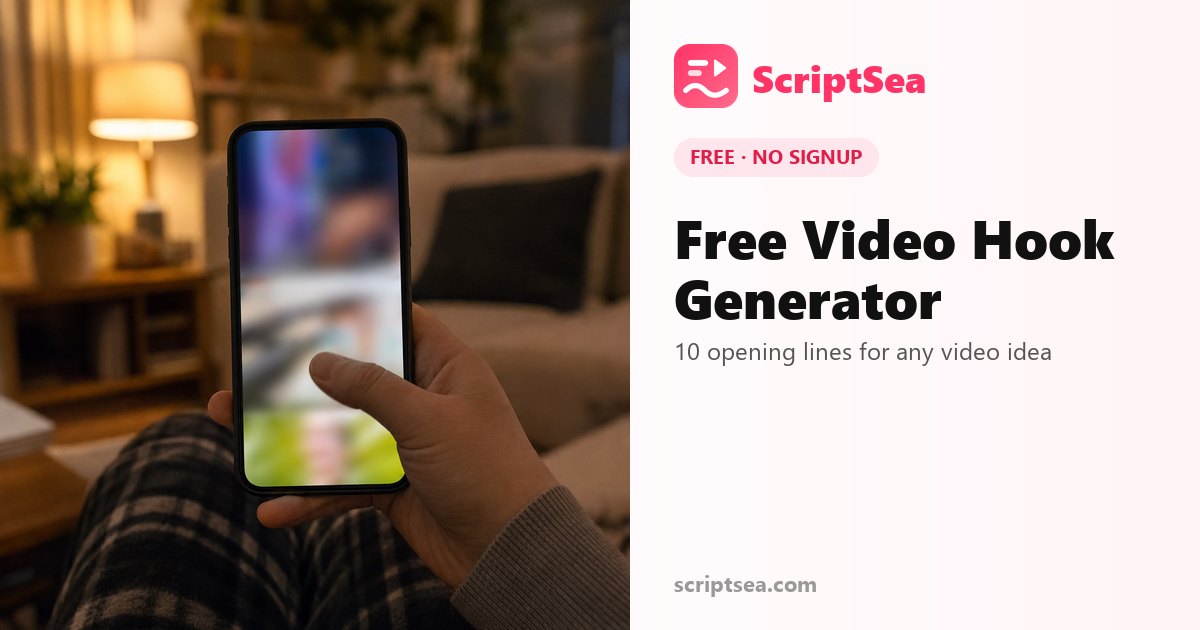 ScriptSea
FREE · NO SIGNUP
Free Video Hook
Generator
10 opening lines for any video idea
scriptsea.com